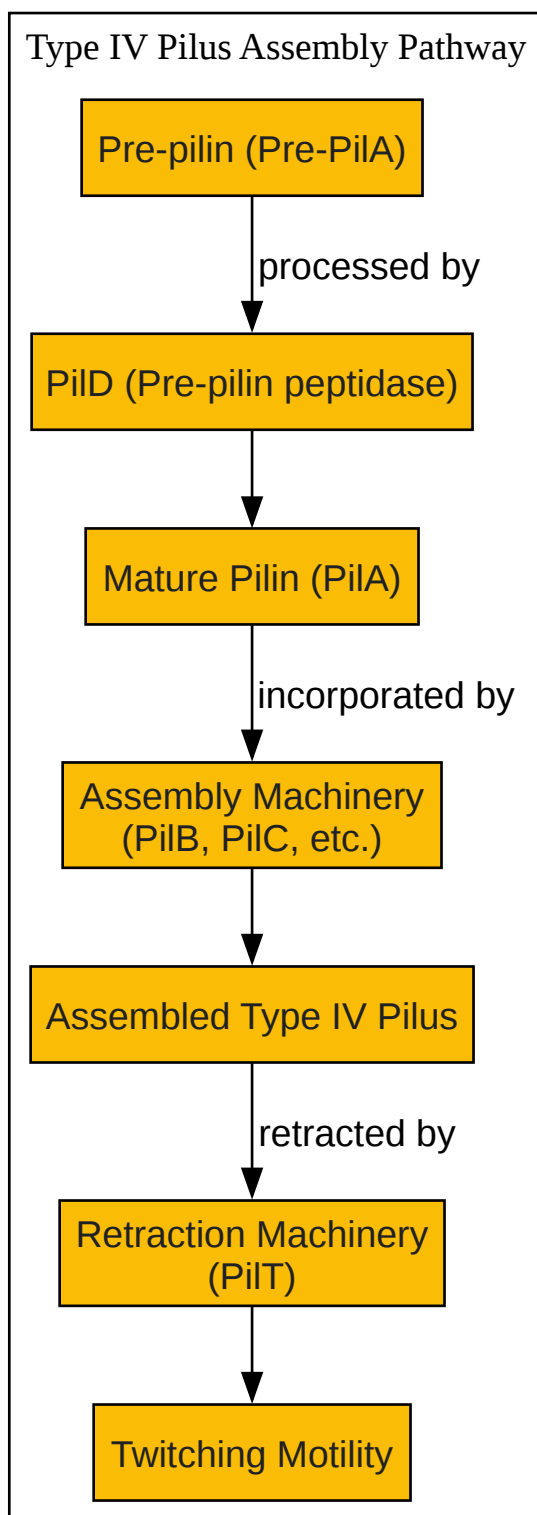 Type IV Pilus Assembly Pathway
Pre-pilin (Pre-PilA)
processed by
PilD (Pre-pilin peptidase)
Mature Pilin (PilA)
incorporated by
Assembly Machinery
(PilB, PilC, etc.)
Assembled Type IV Pilus
retracted by
Retraction Machinery
(PilT)
Twitching Motility